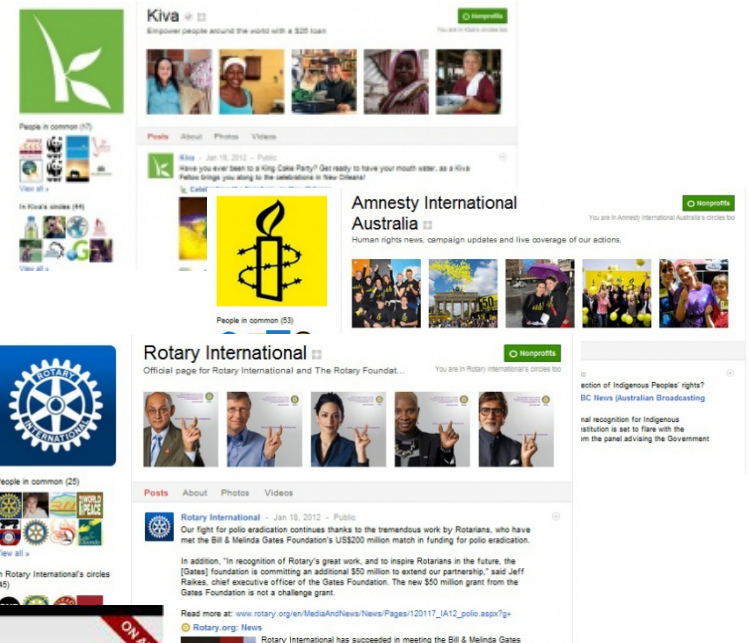 Kiva
Empower people around the world with a $25 loan
Nonprofits
You are in Kiva's circles too
People in common (17)
View all »
In Kiva's circles (44)
View all »
Posts About Photos Videos
Kiva - Jan 18, 2012 - Public
Have you ever been to a King Cake Party? Get ready to have your mouth water, as a Kiva
Fellow brings you along to the celebrations in New Orleans!
Amnesty International
Australia
Human rights news, campaign updates and live coverage of our actions.
Nonprofits
You are in Amnesty International Australia's circles too
People in common (53)
ection of Indigenous Peoples' rights?
BC News (Australian Broadcasting
nal recognition for Indigenous
nstitution is set to flare with the
om the panel advising the Government
Rotary International
Official page for Rotary International and The Rotary Foundat...
Nonprofits
You are in Rotary International's circles too
ROTARY
INTERNATIONAL
eople in common (25)
WORLD
PEACE
View all »
n Rotary International's circles
45)
Posts About Photos Videos
Rotary International - Jan 18, 2012 - Public
Our fight for polio eradication continues thanks to the tremendous work by Rotarians, who have
met the Bill & Melinda Gates Foundation's US$200 million match in funding for polio eradication.
In addition, "In recognition of Rotary's great work, and to inspire Rotarians in the future, the
[Gates] foundation is committing an additional $50 million to extend our partnership," said Jeff
Raikes, chief executive officer of the Gates Foundation. The new $50 million grant from the
Gates Foundation is not a challenge grant.
Read more at: www.rotary.org/en/MediaAndNews/News/Pages/120117_IA12_polio.aspx?g+
Rotary.org: News
Rotary International has succeeded in meeting the Bill & Melinda Gates
ON A